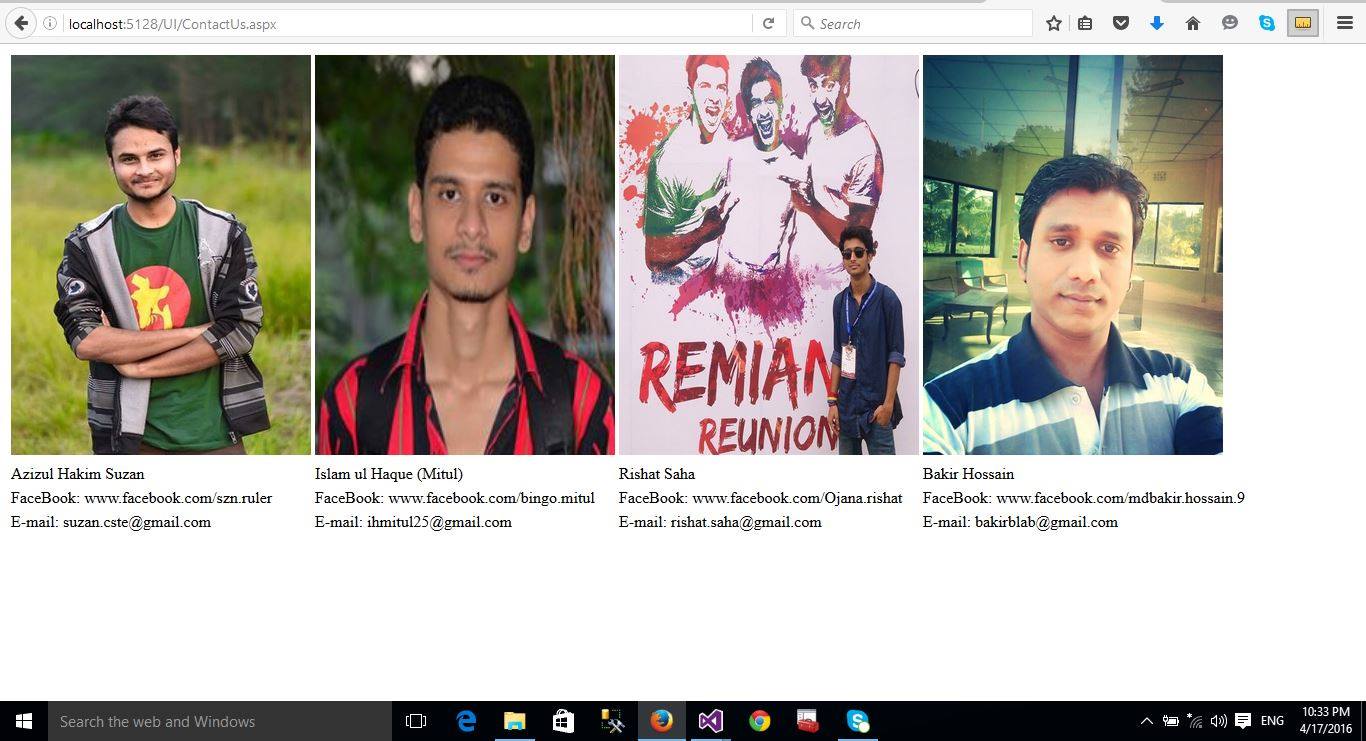 localhost:5128/UI/ContactUs.aspx
Search
REMIAN
REUNION
Azizul Hakim Suzan
FaceBook: www.facebook.com/szn.ruler
E-mail: suzan.cste@gmail.com
Islam ul Haque (Mitul)
FaceBook: www.facebook.com/bingo.mitul
E-mail: ihmitul25@gmail.com
Rishat Saha
FaceBook: www.facebook.com/Ojana.rishat
E-mail: rishat.saha@gmail.com
Bakir Hossain
FaceBook: www.facebook.com/mdbakir.hossain.9
E-mail: bakirblab@gmail.com
Search the web and Windows
ENG
10:33 PM
4/17/2016